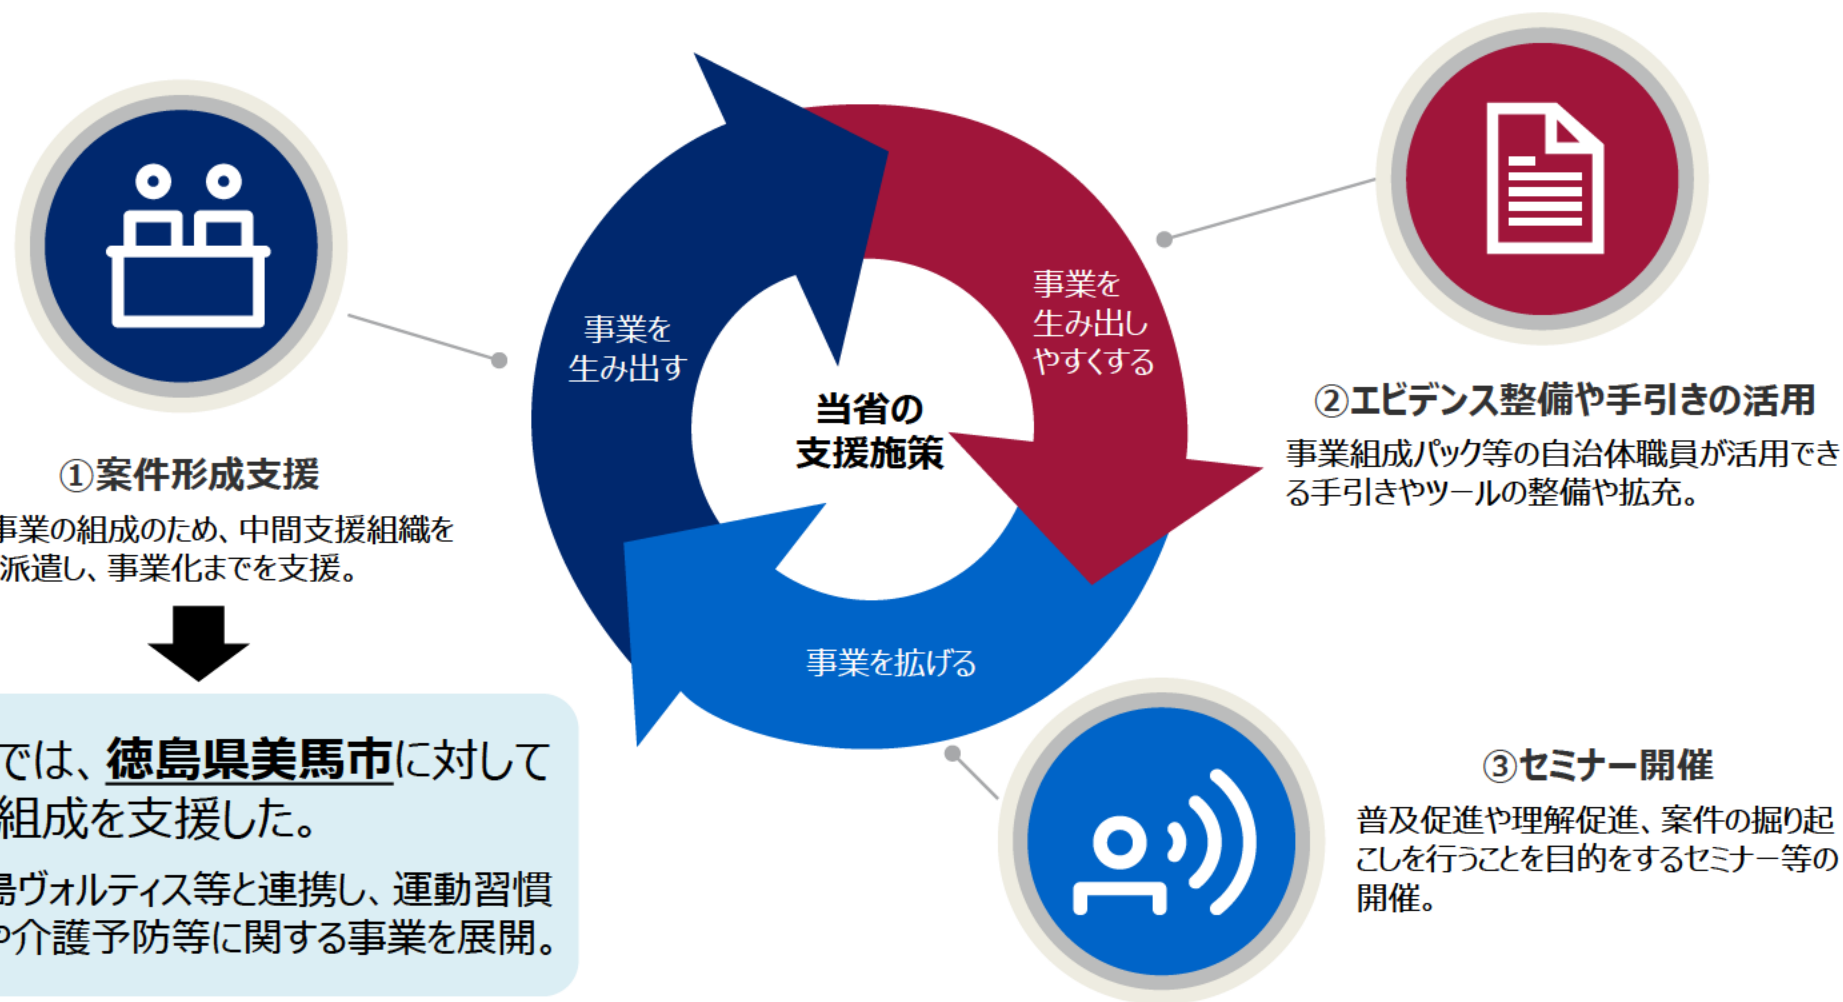 事業を
生み出す
事業を
生み出し
やすくする
当省の
支援施策
事業を拡げる
①案件形成支援
事業の組成のため、中間支援組織を
派遣し、事業化までを支援。
では、徳島県美馬市に対して
組成を支援した。
島ヴォルティス等と連携し、運動習慣
や介護予防等に関する事業を展開。
②エビデンス整備や手引きの活用
事業組成パック等の自治体職員が活用でき
る手引きやツールの整備や拡充。
③セミナー開催
普及促進や理解促進、案件の掘り起
こしを行うことを目的をするセミナー等の
開催。